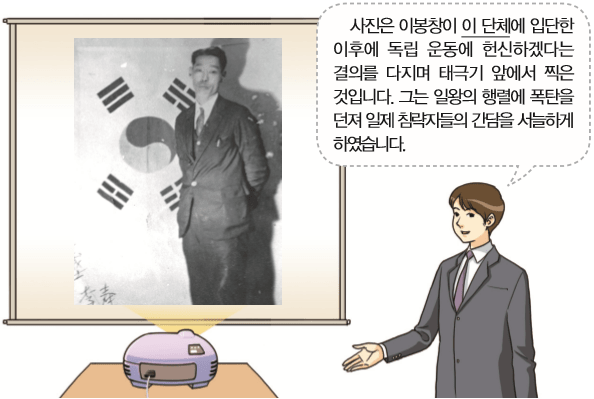 사진은 이봉창이 이 단체에 입단한
이후에 독립 운동에 헌신하겠다는
결의를 다지며 태극기 앞에서 찍은
것입니다. 그는 일왕의 행렬에 폭탄을
던져 일제 침략자들의 간담을 서늘하게
하였습니다.